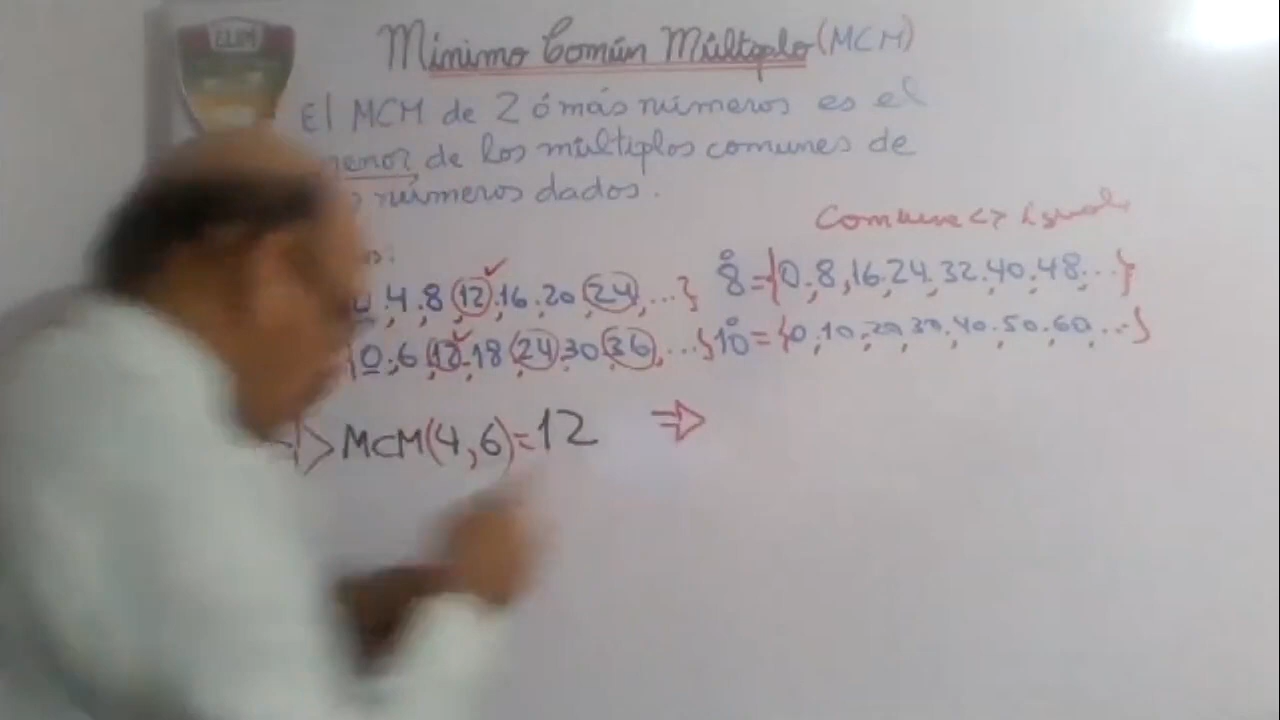 ELIM
Mínimo Común Múltiplo (MCM)
El MCM de 2 ó más números es el
menor de los múltiplos comunes de
números dados.
Comunes <> iguales
4, 8, 12, 16, 20, 24, ...}
8 = {0, 8, 16, 24, 32, 40, 48, ...}
{0, 6, 12, 18, 24, 30, 36, ...}
10 = {0, 10, 20, 30, 40, 50, 60, ...}
⇒ MCM(4,6) = 12 ⇒